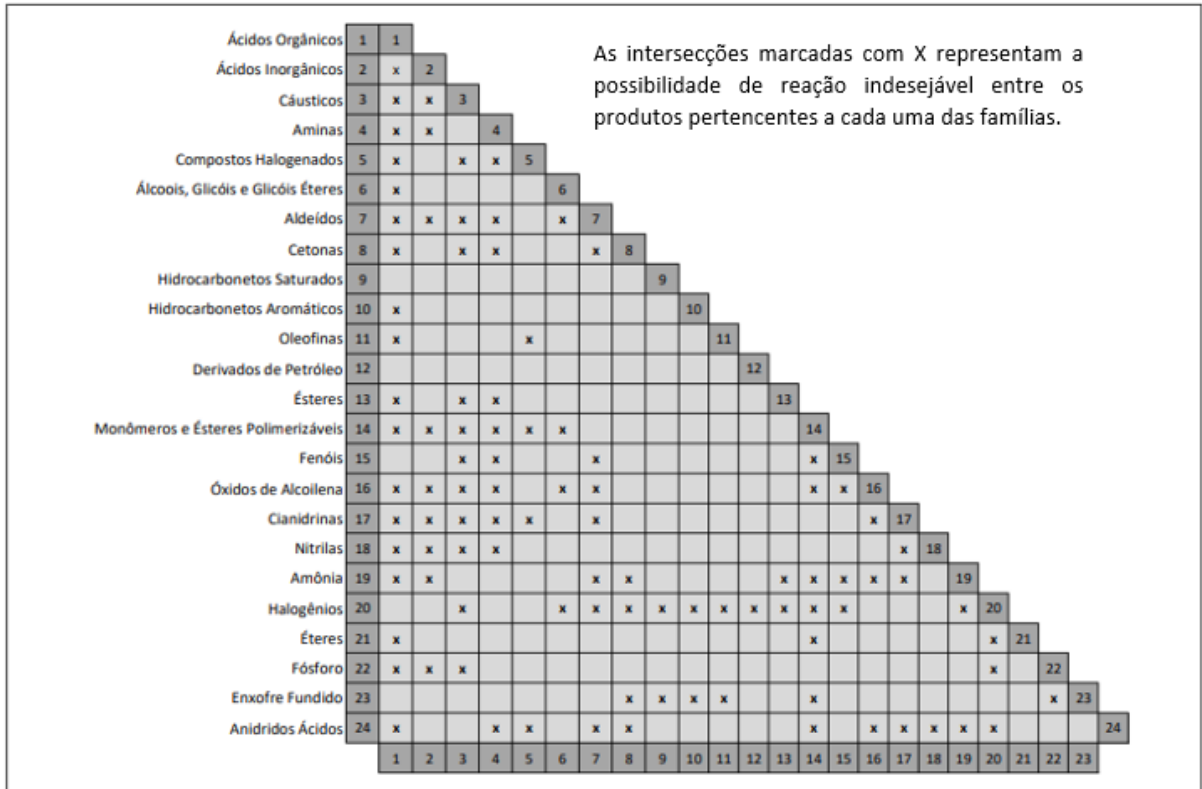 As intersecções marcadas com X representam a
possibilidade de reação indesejável entre os
produtos pertencentes a cada uma das famílias.
Ácidos Orgânicos 1 1
Ácidos Inorgânicos 2 x 2
Cáusticos 3 x x 3
Aminas 4 x x 4
Compostos Halogenados 5 x x x 5
Álcoois, Glicóis e Glicóis Éteres 6 x 6
Aldeídos 7 x x x x x 7
Cetonas 8 x x x x 8
Hidrocarbonetos Saturados 9 9
Hidrocarbonetos Aromáticos 10 x 10
Oleofinas 11 x x 11
Derivados de Petróleo 12 12
Ésteres 13 x x x 13
Monômeros e Ésteres Polimerizáveis 14 x x x x x x 14
Fenóis 15 x x x x 15
Óxidos de Alcoilena 16 x x x x x x x x 16
Cianidrinas 17 x x x x x x x 17
Nitrilas 18 x x x x x 18
Amônia 19 x x x x x x x x x 19
Halogênios 20 x x x x x x x x x x x x 20
Éteres 21 x x x 21
Fósforo 22 x x x x 22
Enxofre Fundido 23 x x x x x x 23
Anidridos Ácidos 24 x x x x x x x x x x x 24
1 2 3 4 5 6 7 8 9 10 11 12 13 14 15 16 17 18 19 20 21 22 23